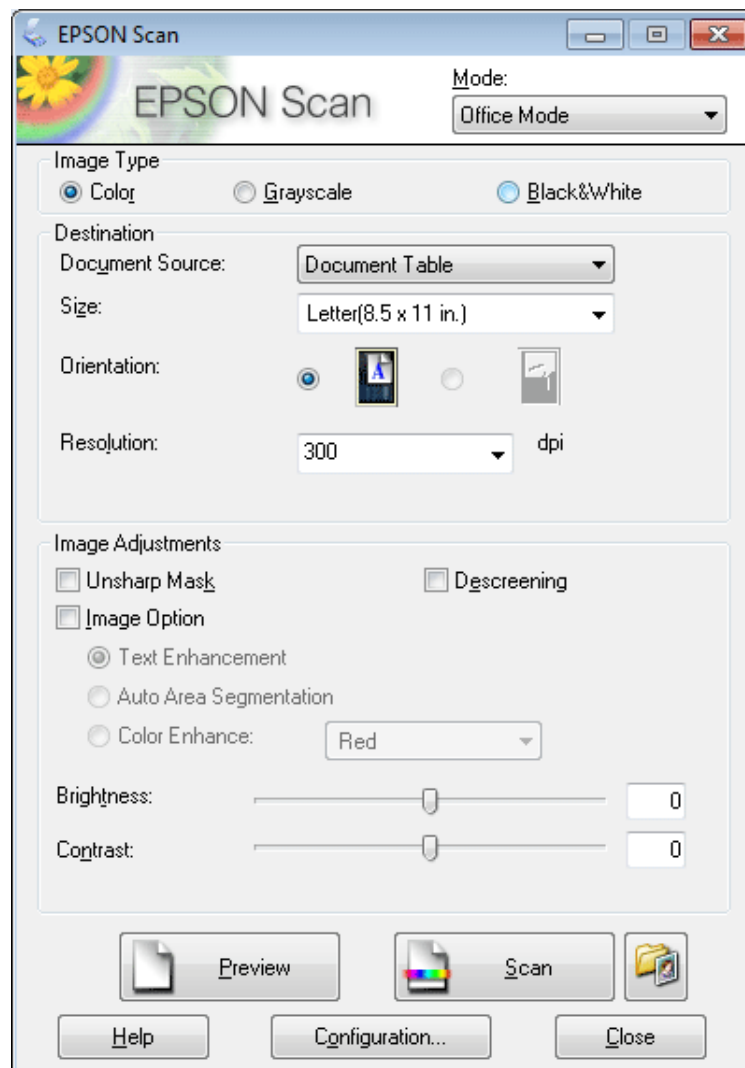 EPSON Scan
EPSON Scan
Mode:
Office Mode
Image Type
Color Grayscale Black&White
Destination
Document Source: Document Table
Size: Letter(8.5 x 11 in.)
Orientation: A
Resolution: 300 dpi
Image Adjustments
Unsharp Mask Descreening
Image Option
Text Enhancement
Auto Area Segmentation
Color Enhance: Red
Brightness: 0
Contrast: 0
Preview Scan
Help Configuration... Close